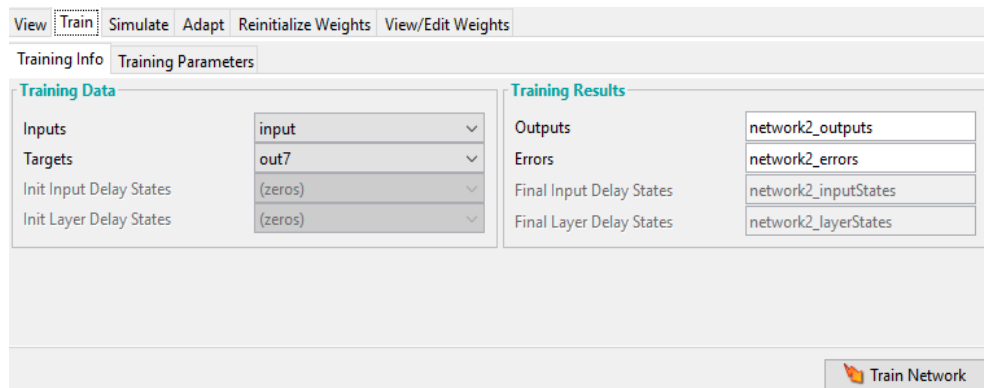 View Train Simulate Adapt Reinitialize Weights View/Edit Weights
Training Info Training Parameters
Training Data
Inputs input
Targets out7
Init Input Delay States (zeros)
Init Layer Delay States (zeros)
Training Results
Outputs network2_outputs
Errors network2_errors
Final Input Delay States network2_inputStates
Final Layer Delay States network2_layerStates
Train Network